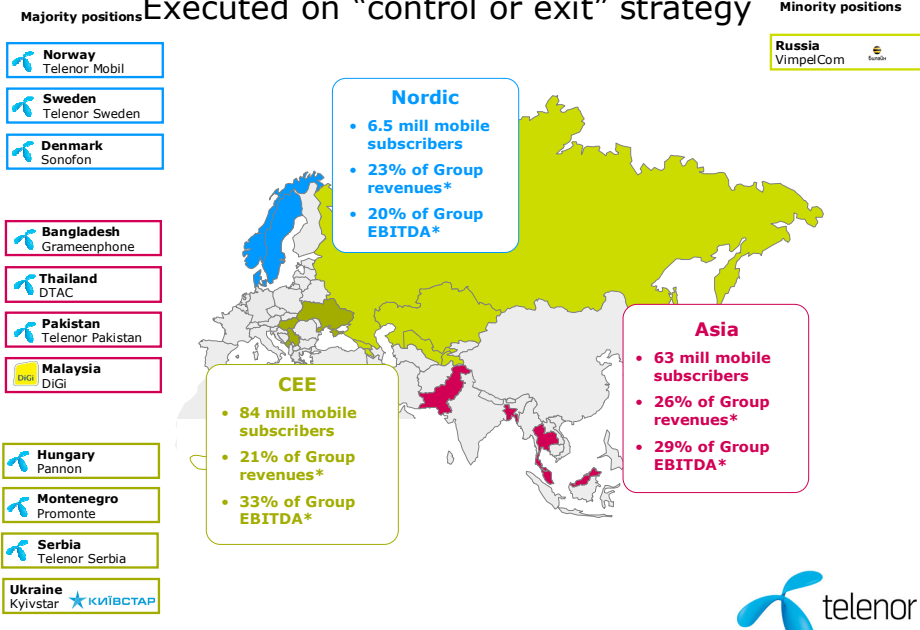 Majority positions
Executed on “control or exit” strategy
Minority positions
Norway
Telenor Mobil
Sweden
Telenor Sweden
Denmark
Sonofon
Bangladesh
Grameenphone
Thailand
DTAC
Pakistan
Telenor Pakistan
DiGi
Malaysia
DiGi
Hungary
Pannon
Montenegro
Promonte
Serbia
Telenor Serbia
Ukraine
Kyivstar
КИЇВСТАР
Russia
VimpelCom
Билайн
Nordic
• 6.5 mill mobile
subscribers
• 23% of Group
revenues*
• 20% of Group
EBITDA*
CEE
• 84 mill mobile
subscribers
• 21% of Group
revenues*
• 33% of Group
EBITDA*
Asia
• 63 mill mobile
subscribers
• 26% of Group
revenues*
• 29% of Group
EBITDA*
telenor